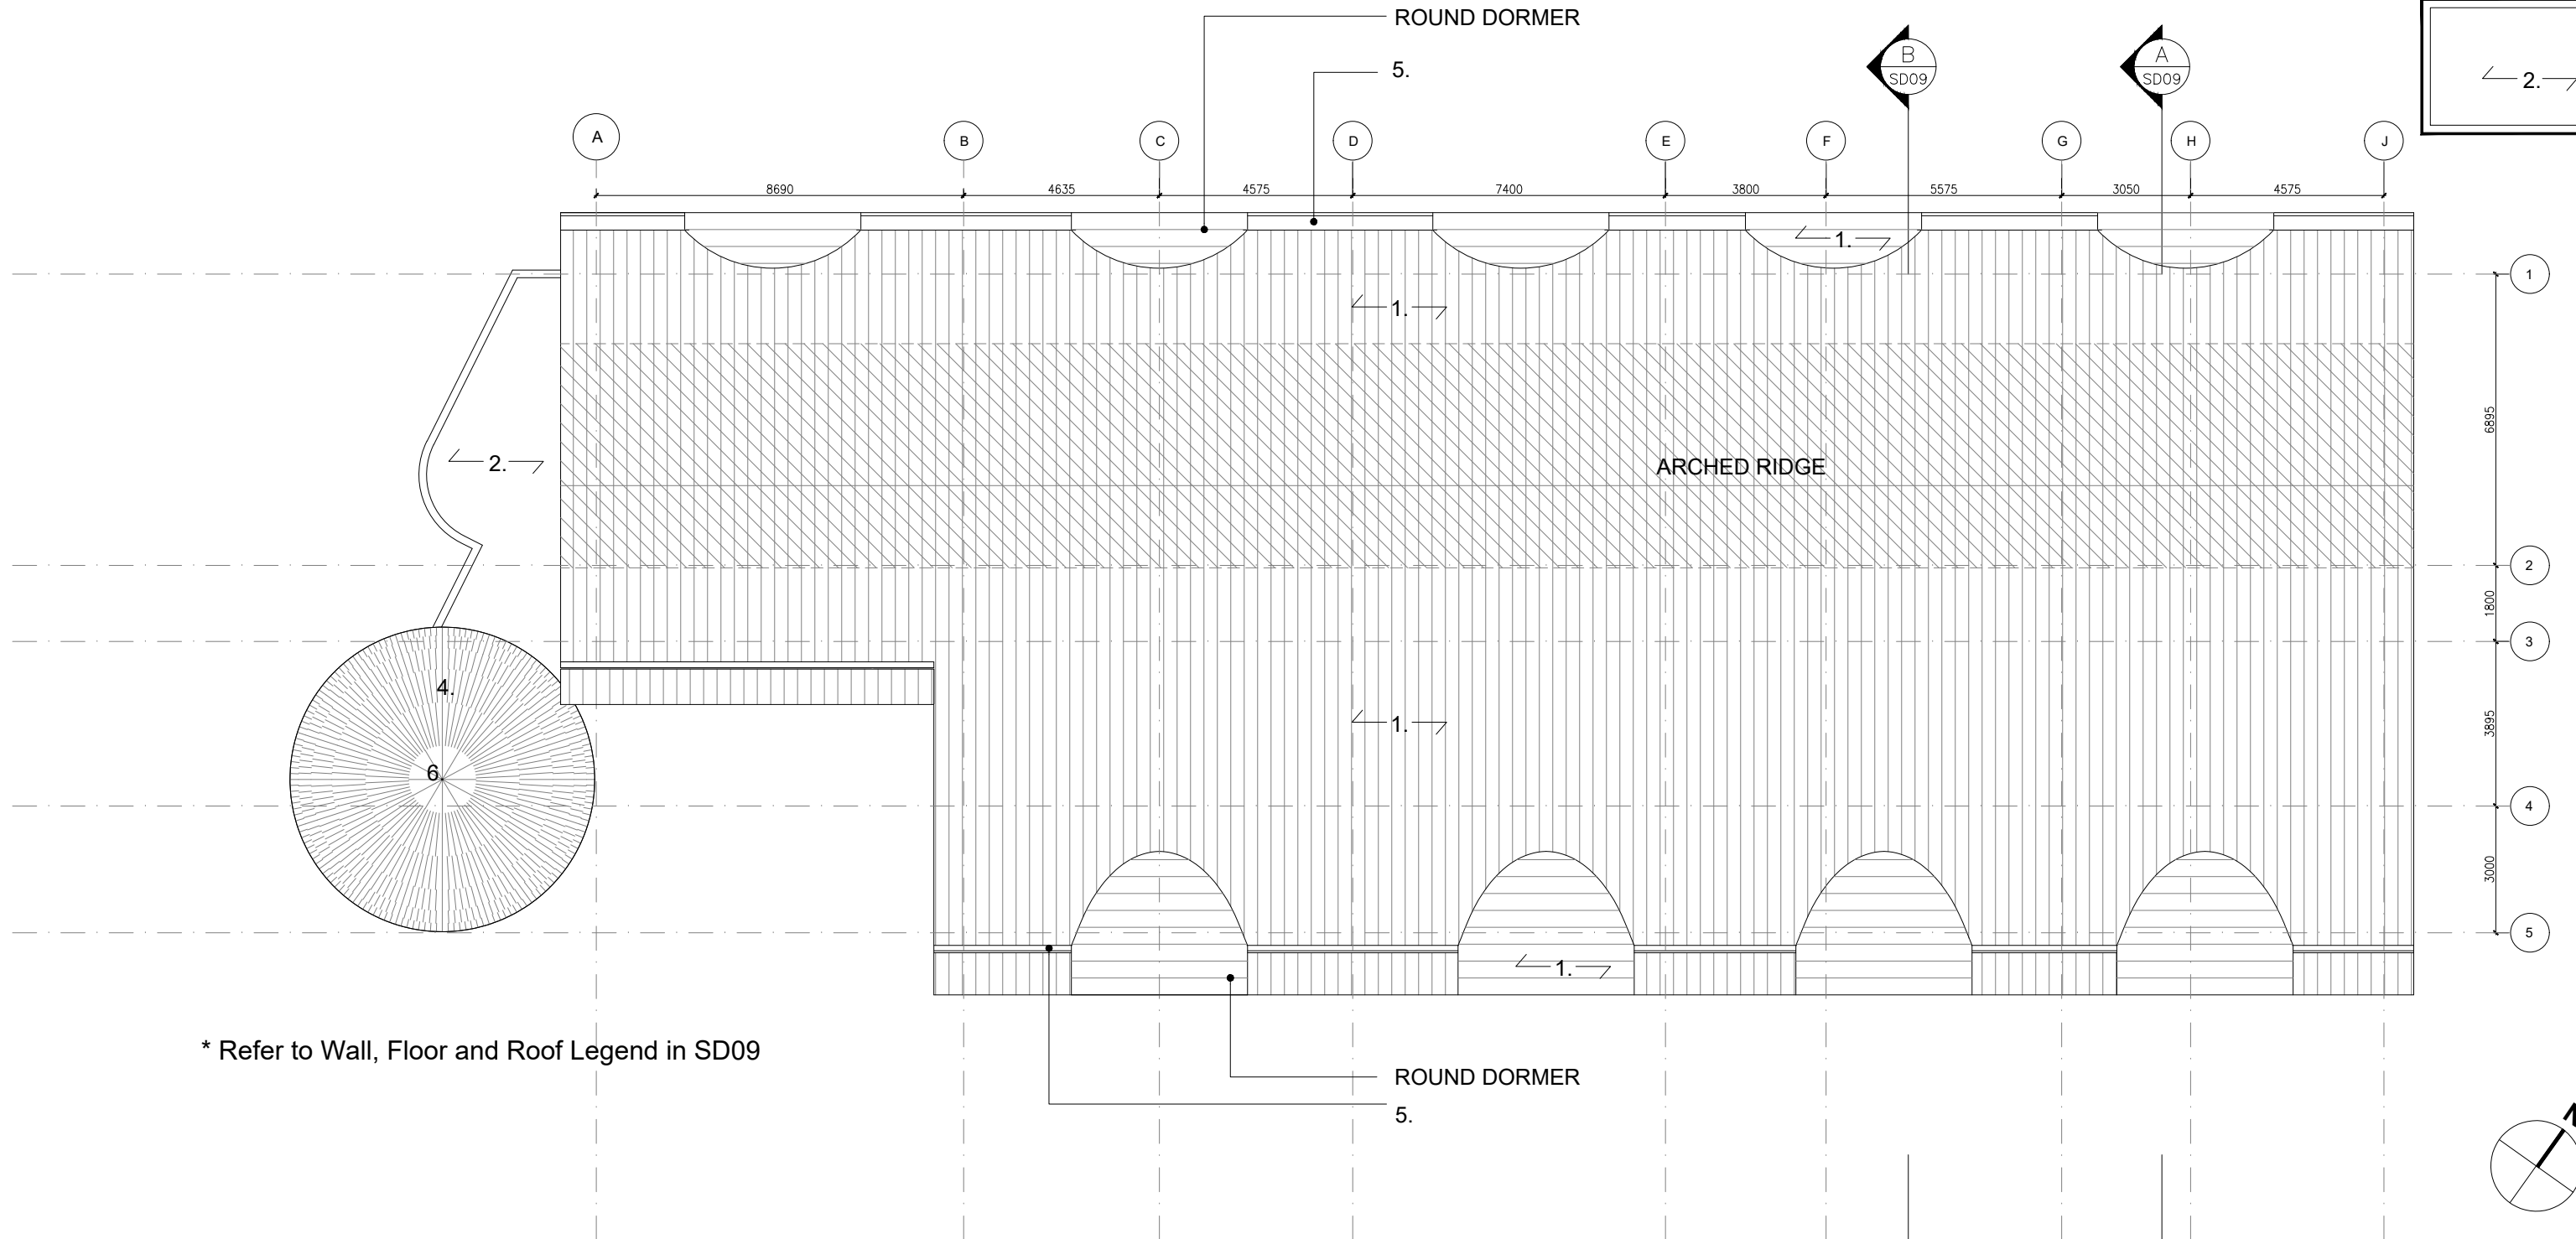 ROUND DORMER
5.
B
SD09
A
SD09
2.
A
B
C
D
E
F
G
H
J
8690
4635
4575
7400
3800
5575
3050
4575
1.
1
1.
6895
ARCHED RIDGE
2.
2
1800
3
4.
3895
1.
6.
4
3000
5
1.
* Refer to Wall, Floor and Roof Legend in SD09
ROUND DORMER
5.